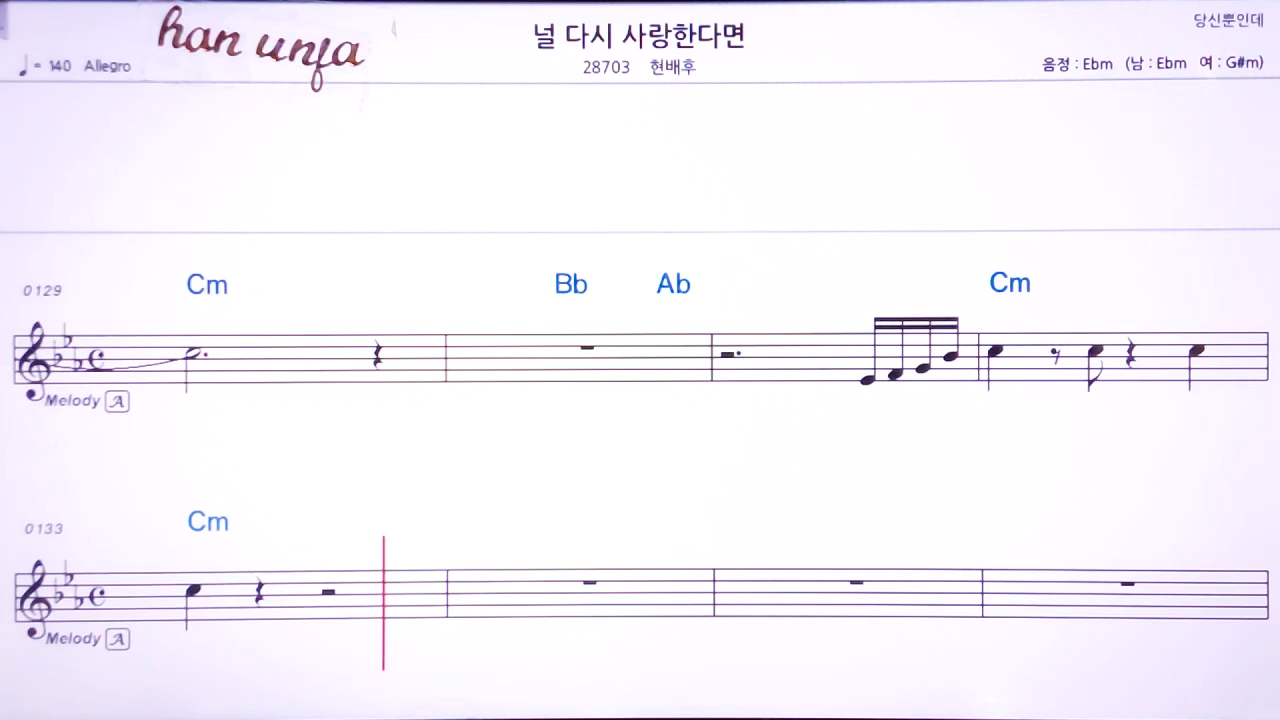 han unfa
널 다시 사랑한다면
당신뿐인데
♩= 140 Allegro
28703 현배후
음정 : Ebm (남 : Ebm 여 : G#m)
0129 Cm Bb Ab Cm
Melody A
0133 Cm
Melody A